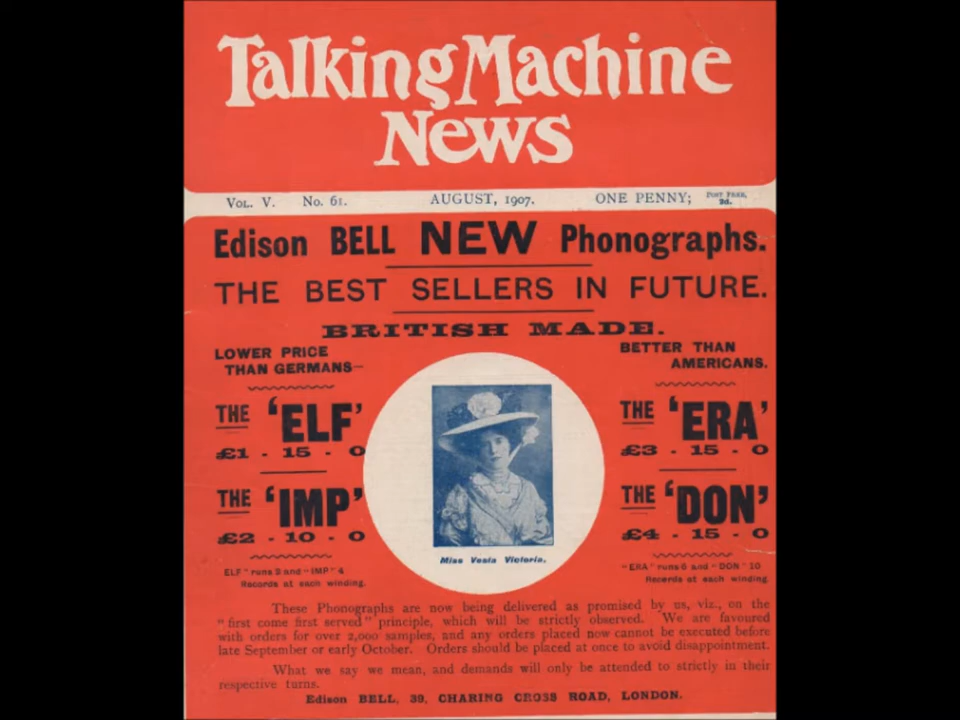 Talking Machine
News
VOL. V. No. 61. AUGUST, 1907. ONE PENNY; POST FREE, 2d.
Edison BELL NEW Phonographs.
THE BEST SELLERS IN FUTURE.
BRITISH MADE.
LOWER PRICE
THAN GERMANS—
THE 'ELF'
£1 - 15 - 0
THE 'IMP'
£2 - 10 - 0
ELF" runs 2 and "IMP" 4
Records at each winding.
Miss Vesta Victoria.
BETTER THAN
AMERICANS.
THE 'ERA'
£3 - 15 - 0
THE 'DON'
£4 - 15 - 0
"ERA" runs 6 and "DON" 10
Records at each winding
These Phonographs are now being delivered as promised by us, viz., on the
"first come first served" principle, which will be strictly observed. We are favoured
with orders for over 2,000 samples, and any orders placed now cannot be executed before
late September or early October. Orders should be placed at once to avoid disappointment.
What we say we mean, and demands will only be attended to strictly in their
respective turns.
Edison BELL, 39, CHARING CROSS ROAD, LONDON.